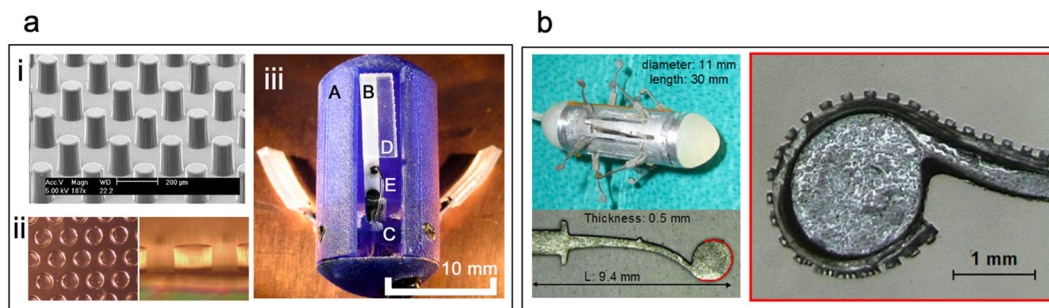 a
b
i
Acc.V Magn WD 200 µm
5.00 kV 187x 22.2
ii
iii
A
B
D
E
C
10 mm
diameter: 11 mm
length: 30 mm
Thickness: 0.5 mm
L: 9.4 mm
1 mm